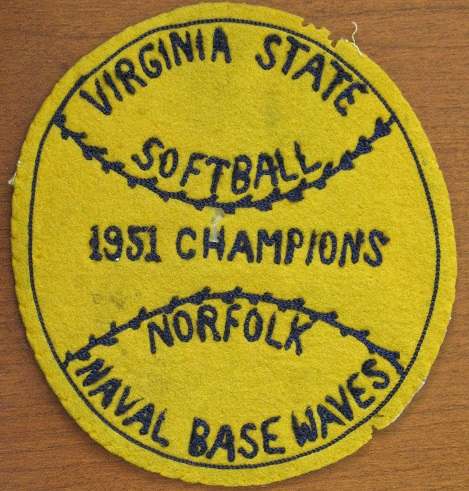 VIRGINIA STATE
SOFTBALL
1951 CHAMPIONS
NORFOLK
NAVAL BASE WAVES